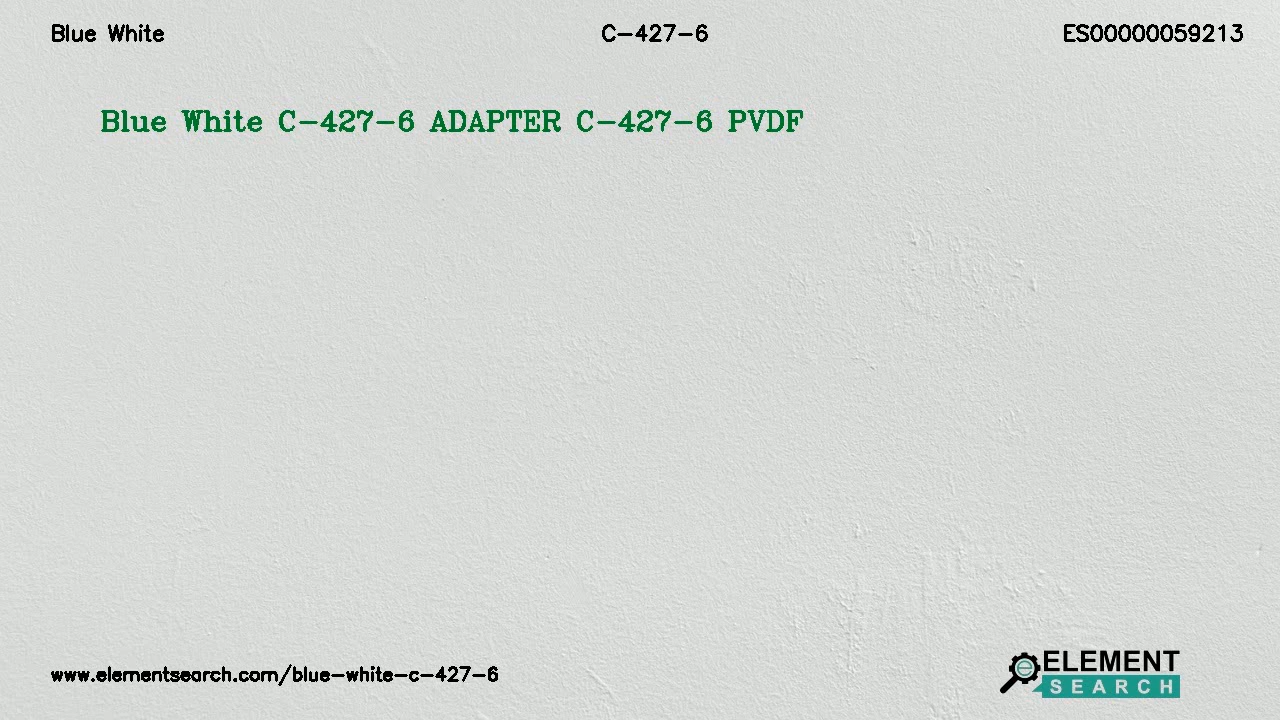 Blue White
C-427-6
ES00000059213
Blue White C-427-6 ADAPTER C-427-6 PVDF
www.elementsearch.com/blue-white-c-427-6
e ELEMENT
SEARCH